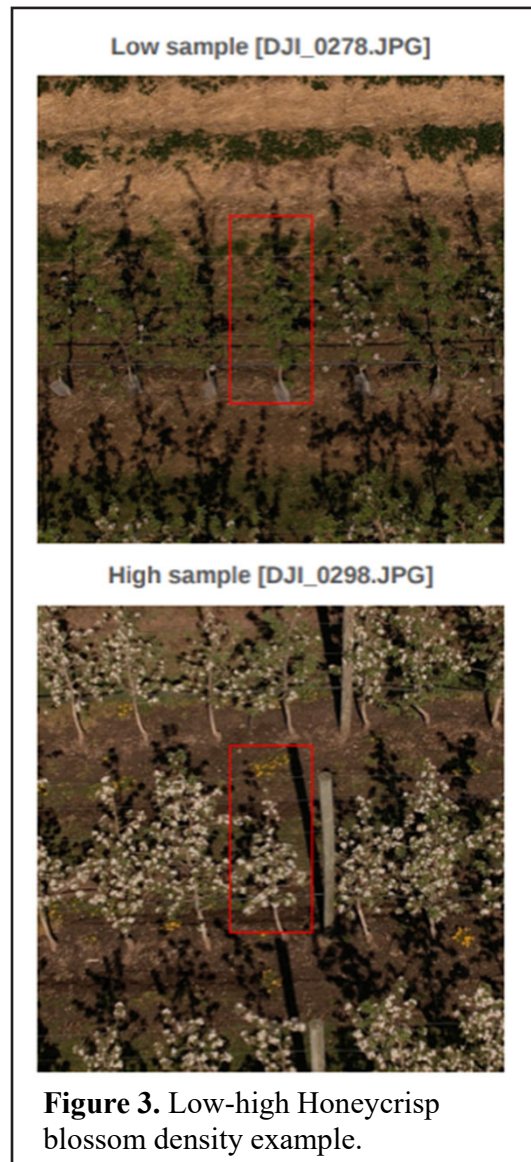 Low sample [DJI_0278.JPG]
High sample [DJI_0298.JPG]
Figure 3. Low-high Honeycrisp
blossom density example.